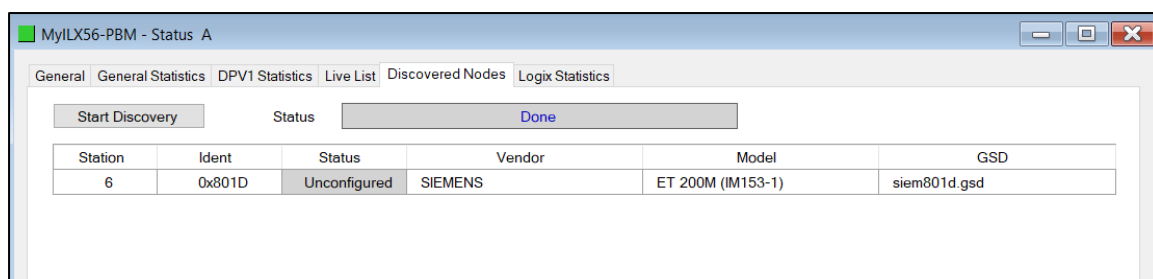 MyILX56-PBM - Status A
General General Statistics DPV1 Statistics Live List Discovered Nodes Logix Statistics
Start Discovery Status Done
Station Ident Status Vendor Model GSD
6 0x801D Unconfigured SIEMENS ET 200M (IM153-1) siem801d.gsd